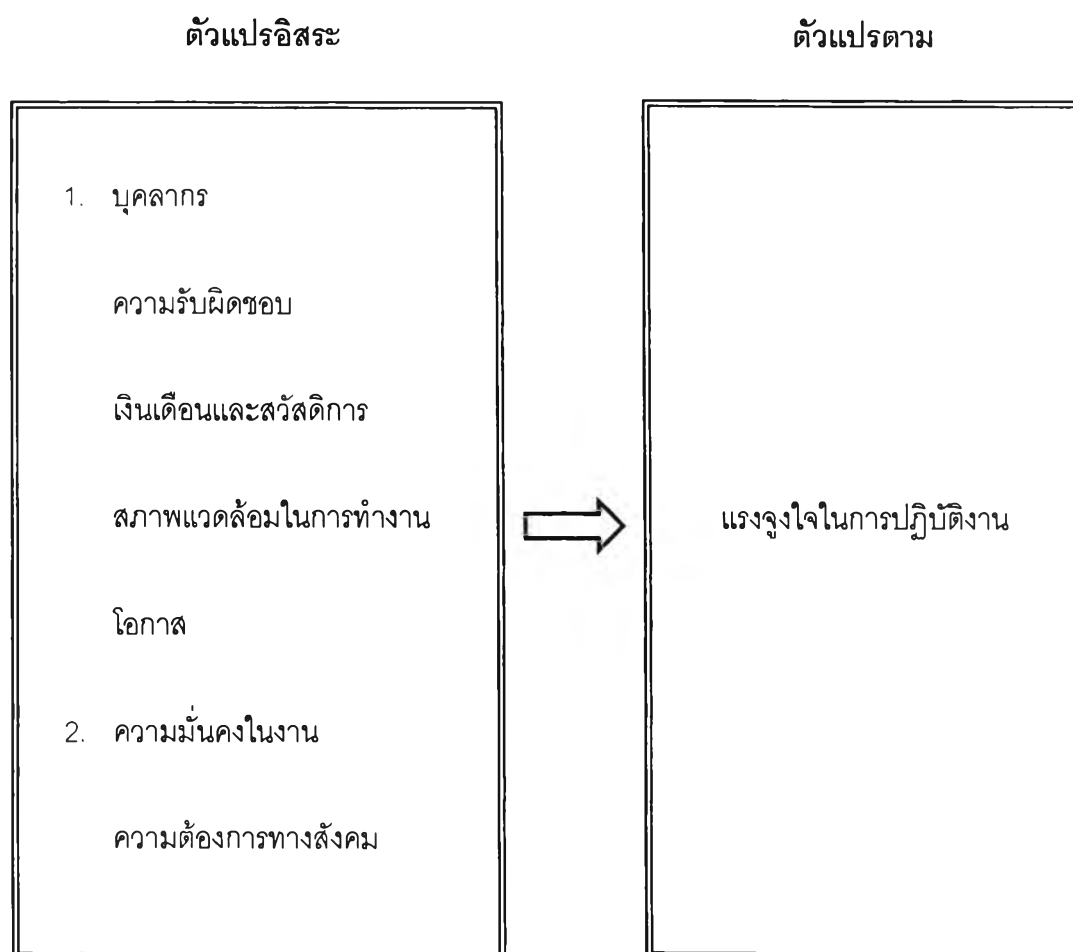 ตัวแปรอิสระ
ตัวแปรตาม
1. บุคลากร
ความรับผิดชอบ
เงินเดือนและสวัสดิการ
สภาพแวดล้อมในการทำงาน
โอกาส
2. ความมั่นคงในงาน
ความต้องการทางสังคม
แรงจูงใจในการปฏิบัติงาน